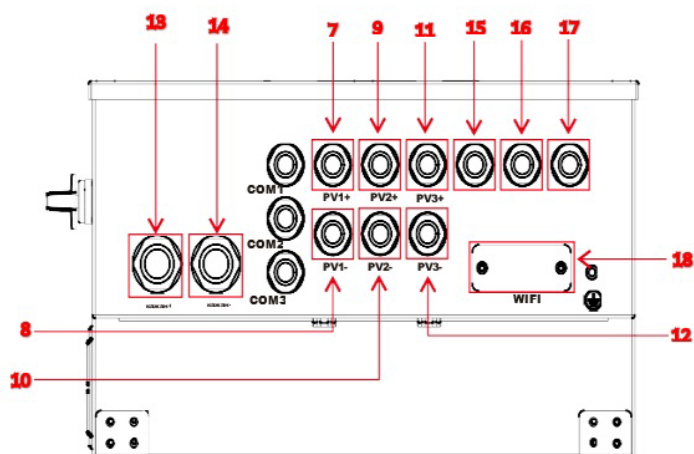 13 14 7 9 11 15 16 17
COM1
PV1+ PV2+ PV3+
COM2
PV1- PV2- PV3-
18
COM3
WIFI
8
12
10